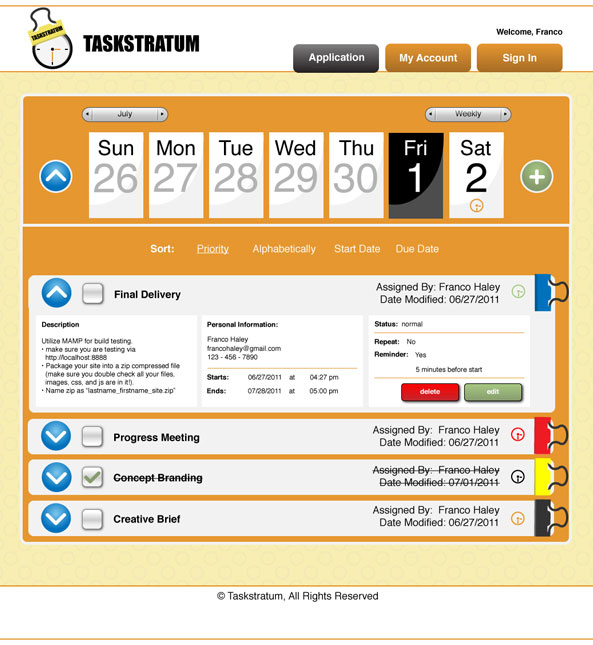 TASKSTRATUM
TASKSTRATUM
Welcome, Franco
Application
My Account
Sign In
July
Weekly
Sun
Mon
Tue
Wed
Thu
Fri
Sat
26
27
28
29
30
1
2
Sort: Priority Alphabetically Start Date Due Date
Final Delivery
Assigned By: Franco Haley
Date Modified: 06/27/2011
Description
Utilize MAMP for build testing.
• make sure you are testing via
http://localhost:8888
• Package your site into a zip compressed file
(make sure you double check all your files,
images, css, and js are in it!).
• Name zip as "lastname_firstname_site.zip"
Personal Information:
Franco Haley
francohaley@gmail.com
123 - 456 - 7890
Starts: 06/27/2011 at 04:27 pm
Ends: 07/28/2011 at 05:00 pm
Status: normal
Repeat: No
Reminder: Yes
5 minutes before start
delete
edit
Progress Meeting
Assigned By: Franco Haley
Date Modified: 06/27/2011
Concept Branding
Assigned By: Franco Haley
Date Modified: 07/01/2011
Creative Brief
Assigned By: Franco Haley
Date Modified: 06/27/2011
© Taskstratum, All Rights Reserved